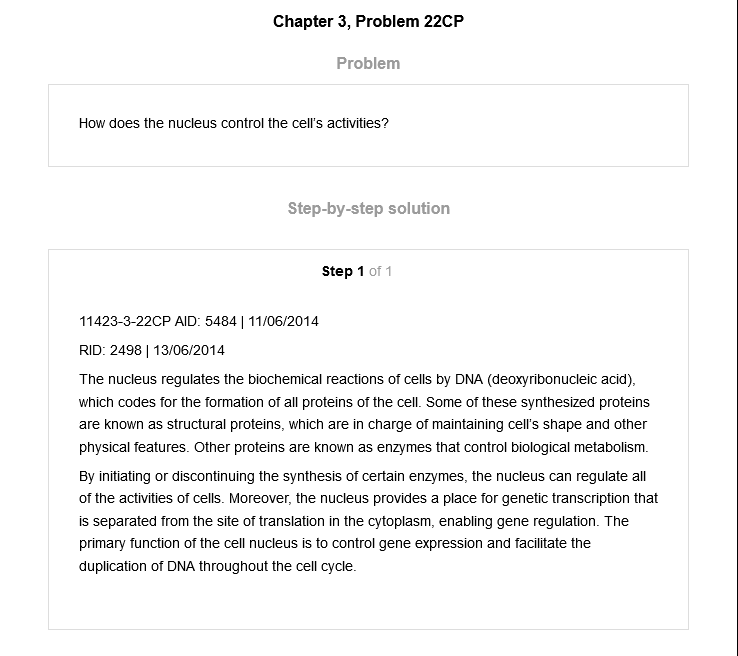 Chapter 3, Problem 22CP
Problem
How does the nucleus control the cell's activities?
Step-by-step solution
Step 1 of 1
11423-3-22CP AID: 5484 | 11/06/2014
RID: 2498 | 13/06/2014
The nucleus regulates the biochemical reactions of cells by DNA (deoxyribonucleic acid),
which codes for the formation of all proteins of the cell. Some of these synthesized proteins
are known as structural proteins, which are in charge of maintaining cell's shape and other
physical features. Other proteins are known as enzymes that control biological metabolism.
By initiating or discontinuing the synthesis of certain enzymes, the nucleus can regulate all
of the activities of cells. Moreover, the nucleus provides a place for genetic transcription that
is separated from the site of translation in the cytoplasm, enabling gene regulation. The
primary function of the cell nucleus is to control gene expression and facilitate the
duplication of DNA throughout the cell cycle.